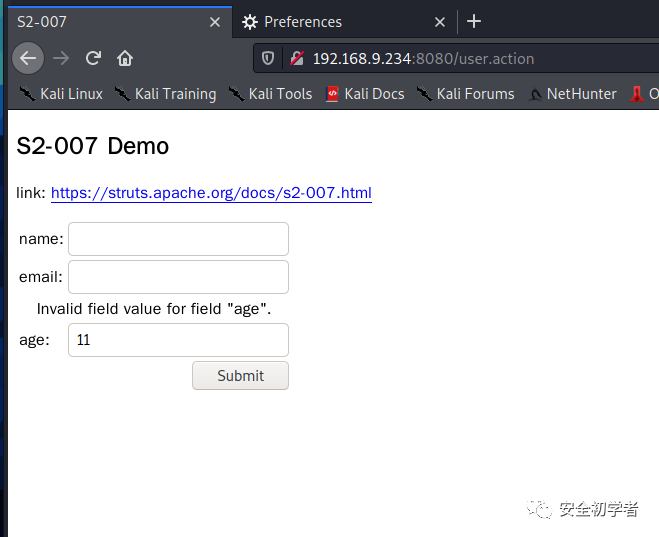 S2-007
Preferences
192.168.9.234:8080/user.action
Kali Linux Kali Training Kali Tools Kali Docs Kali Forums NetHunter O
S2-007 Demo
link: https://struts.apache.org/docs/s2-007.html
name:
email:
Invalid field value for field "age".
age: 11
Submit
安全初学者